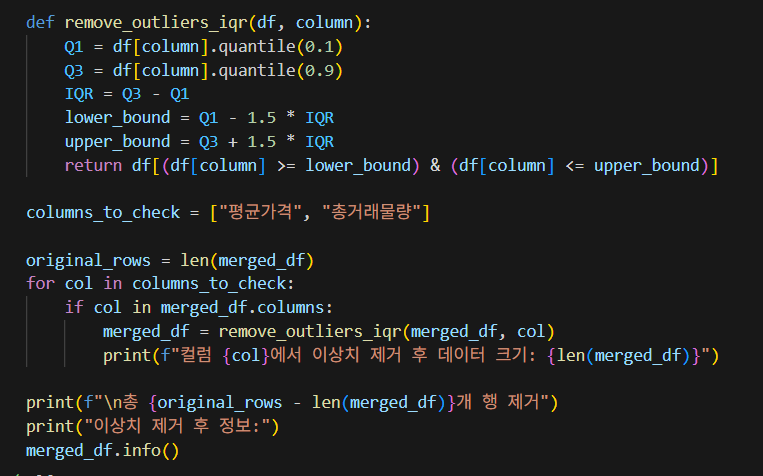 def remove_outliers_iqr(df, column):
    Q1 = df[column].quantile(0.1)
    Q3 = df[column].quantile(0.9)
    IQR = Q3 - Q1
    lower_bound = Q1 - 1.5 * IQR
    upper_bound = Q3 + 1.5 * IQR
    return df[(df[column] >= lower_bound) & (df[column] <= upper_bound)]

columns_to_check = ["평균가격", "총거래물량"]

original_rows = len(merged_df)
for col in columns_to_check:
    if col in merged_df.columns:
        merged_df = remove_outliers_iqr(merged_df, col)
        print(f"컬럼 {col}에서 이상치 제거 후 데이터 크기: {len(merged_df)}")

print(f"\n총 {original_rows - len(merged_df)}개 행 제거")
print("이상치 제거 후 정보:")
merged_df.info()